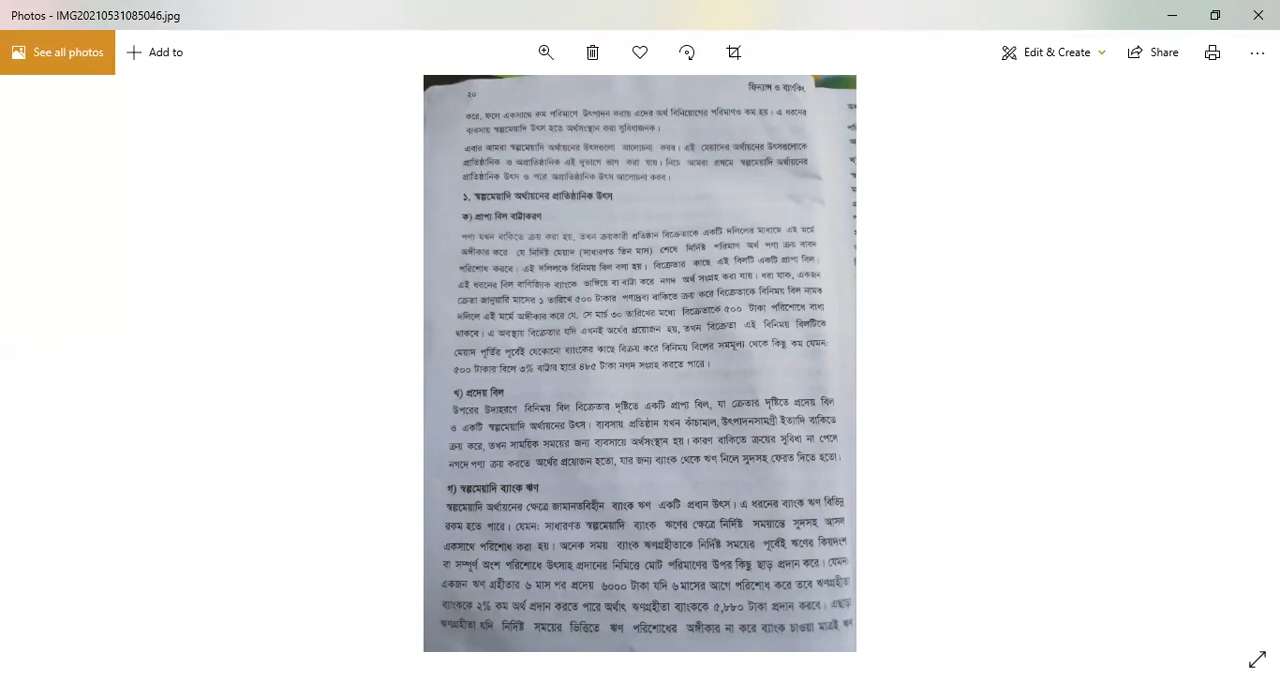 Photos - IMG20210531085046.jpg
See all photos
Add to
Edit & Create
Share
২০
ফিন্যান্স ও ব্যাংকিং
করে, ফলে একসাথে কম পরিমাণে উৎপাদন করায় এদের অর্থ বিনিয়োগের পরিমাণও কম হয়। এ ধরনের
ব্যবসায় স্বল্পমেয়াদি উৎস হতে অর্থসংস্থান করা সুবিধাজনক।
এবার আমরা স্বল্পমেয়াদি অর্থায়নের উৎসগুলো আলোচনা করব। এই মেয়াদের অর্থায়নের উৎসগুলোকে
প্রাতিষ্ঠানিক ও অপ্রাতিষ্ঠানিক এই দুভাগে ভাগ করা যায়। নিচে আমরা প্রথমে স্বল্পমেয়াদি অর্থায়নের
প্রাতিষ্ঠানিক উৎস ও পরে অপ্রাতিষ্ঠানিক উৎস আলোচনা করব।
১. স্বল্পমেয়াদি অর্থায়নের প্রাতিষ্ঠানিক উৎস
ক) প্রাপ্য বিল বাট্টাকরণ
পণ্য যখন বাকিতে ক্রয় করা হয়, তখন ক্রয়কারী প্রতিষ্ঠান বিক্রেতাকে একটি দলিলের মাধ্যমে এই মর্মে
অঙ্গীকার করে যে নির্দিষ্ট মেয়াদ (সাধারণত তিন মাস) শেষে নির্দিষ্ট পরিমাণ অর্থ পণ্য ক্রয় বাবদ
পরিশোধ করবে। এই দলিলকে বিনিময় বিল বলা হয়। বিক্রেতার কাছে এই বিলটি একটি প্রাপ্য বিল।
এই ধরনের বিল বাণিজ্যিক ব্যাংকে ভাঙ্গিয়ে বা বাট্টা করে নগদ অর্থ সংগ্রহ করা যায়। ধরা যাক, একজন
ক্রেতা জানুয়ারি মাসের ১ তারিখে ৫০০ টাকার পণ্যদ্রব্য বাকিতে ক্রয় করে বিক্রেতাকে বিনিময় বিল নামক
দলিলে এই মর্মে অঙ্গীকার করে যে, সে মার্চ ৩০ তারিখের মধ্যে বিক্রেতাকে ৫০০ টাকা পরিশোধে বাধ্য
থাকবে। এ অবস্থায় বিক্রেতার যদি এখনই অর্থের প্রয়োজন হয়, তখন বিক্রেতা এই বিনিময় বিলটিকে
মেয়াদ পূর্তির পূর্বেই যেকোনো ব্যাংকের কাছে বিক্রয় করে বিনিময় বিলের সমমূল্য থেকে কিছু কম যেমন:
৫০০ টাকার বিলে ৩% বাট্টার হারে ৪৮৫ টাকা নগদ সংগ্রহ করতে পারে।
খ) প্রদেয় বিল
উপরের উদাহরণে বিনিময় বিল বিক্রেতার দৃষ্টিতে একটি প্রাপ্য বিল, যা ক্রেতার দৃষ্টিতে প্রদেয় বিল
ও একটি স্বল্পমেয়াদি অর্থায়নের উৎস। ব্যবসায় প্রতিষ্ঠান যখন কাঁচামাল, উৎপাদনসামগ্রী ইত্যাদি বাকিতে
ক্রয় করে, তখন সাময়িক সময়ের জন্য ব্যবসায়ে অর্থসংস্থান হয়। কারণ বাকিতে ক্রয়ের সুবিধা না পেলে
নগদে পণ্য ক্রয় করতে অর্থের প্রয়োজন হতো, যার জন্য ব্যাংক থেকে ঋণ নিলে সুদসহ ফেরত দিতে হতো।
গ) স্বল্পমেয়াদি ব্যাংক ঋণ
স্বল্পমেয়াদি অর্থায়নের ক্ষেত্রে জামানতবিহীন ব্যাংক ঋণ একটি প্রধান উৎস। এ ধরনের ব্যাংক ঋণ বিভিন্ন
রকম হতে পারে। যেমন: সাধারণত স্বল্পমেয়াদি ব্যাংক ঋণের ক্ষেত্রে নির্দিষ্ট সময়ান্তে সুদসহ আসল
একসাথে পরিশোধ করা হয়। অনেক সময় ব্যাংক ঋণগ্রহীতাকে নির্দিষ্ট সময়ের পূর্বেই ঋণের কিয়দংশ
বা সম্পূর্ণ অংশ পরিশোধে উৎসাহ প্রদানের নিমিত্তে মোট পরিমাণের উপর কিছু ছাড় প্রদান করে। যেমন:
একজন ঋণ গ্রহীতার ৬ মাস পর প্রদেয় ৬০০০ টাকা যদি ৬ মাসের আগে পরিশোধ করে তবে ঋণগ্রহীতা
ব্যাংককে ২% কম অর্থ প্রদান করতে পারে অর্থাৎ ঋণগ্রহীতা ব্যাংককে ৫,৮৮০ টাকা প্রদান করবে। এছাড়া
ঋণগ্রহীতা যদি নির্দিষ্ট সময়ের ভিত্তিতে ঋণ পরিশোধের অঙ্গীকার না করে ব্যাংক চাওয়া মাত্রই ঋণ